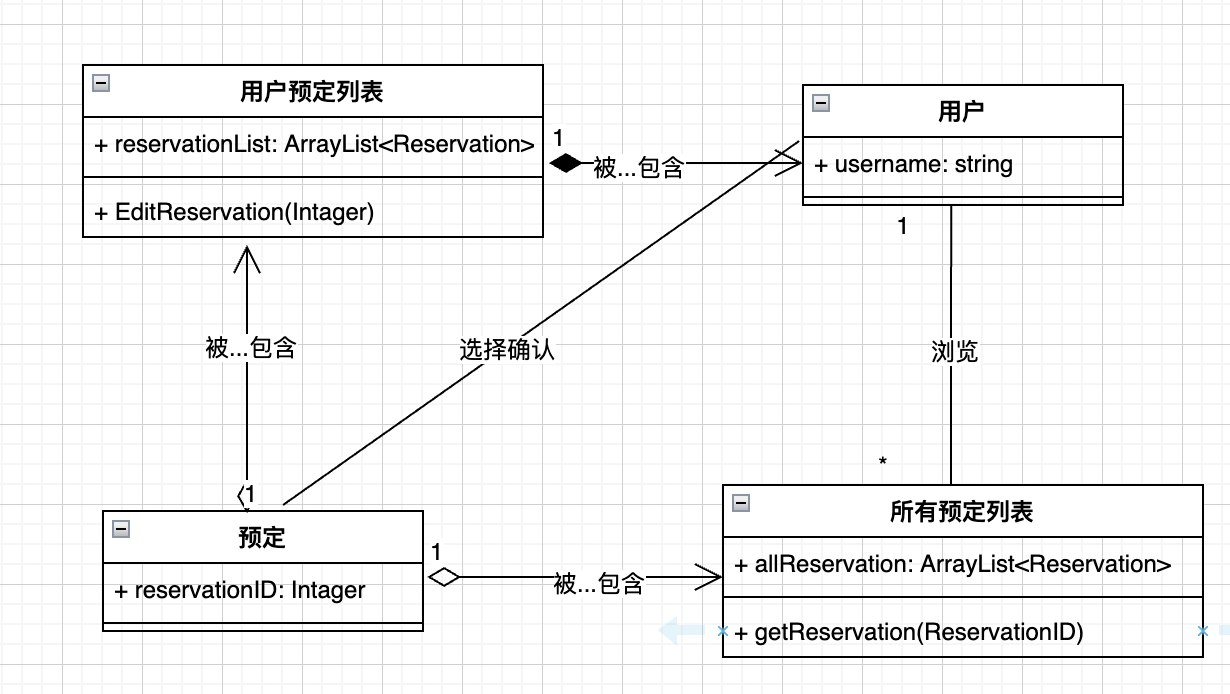 用户预定列表
+ reservationList: ArrayList<Reservation>
+ EditReservation(Intager)
1
被...包含
用户
+ username: string
1
被...包含
选择确认
浏览
*
1
预定
+ reservationID: Intager
1
被...包含
所有预定列表
+ allReservation: ArrayList<Reservation>
+ getReservation(ReservationID)